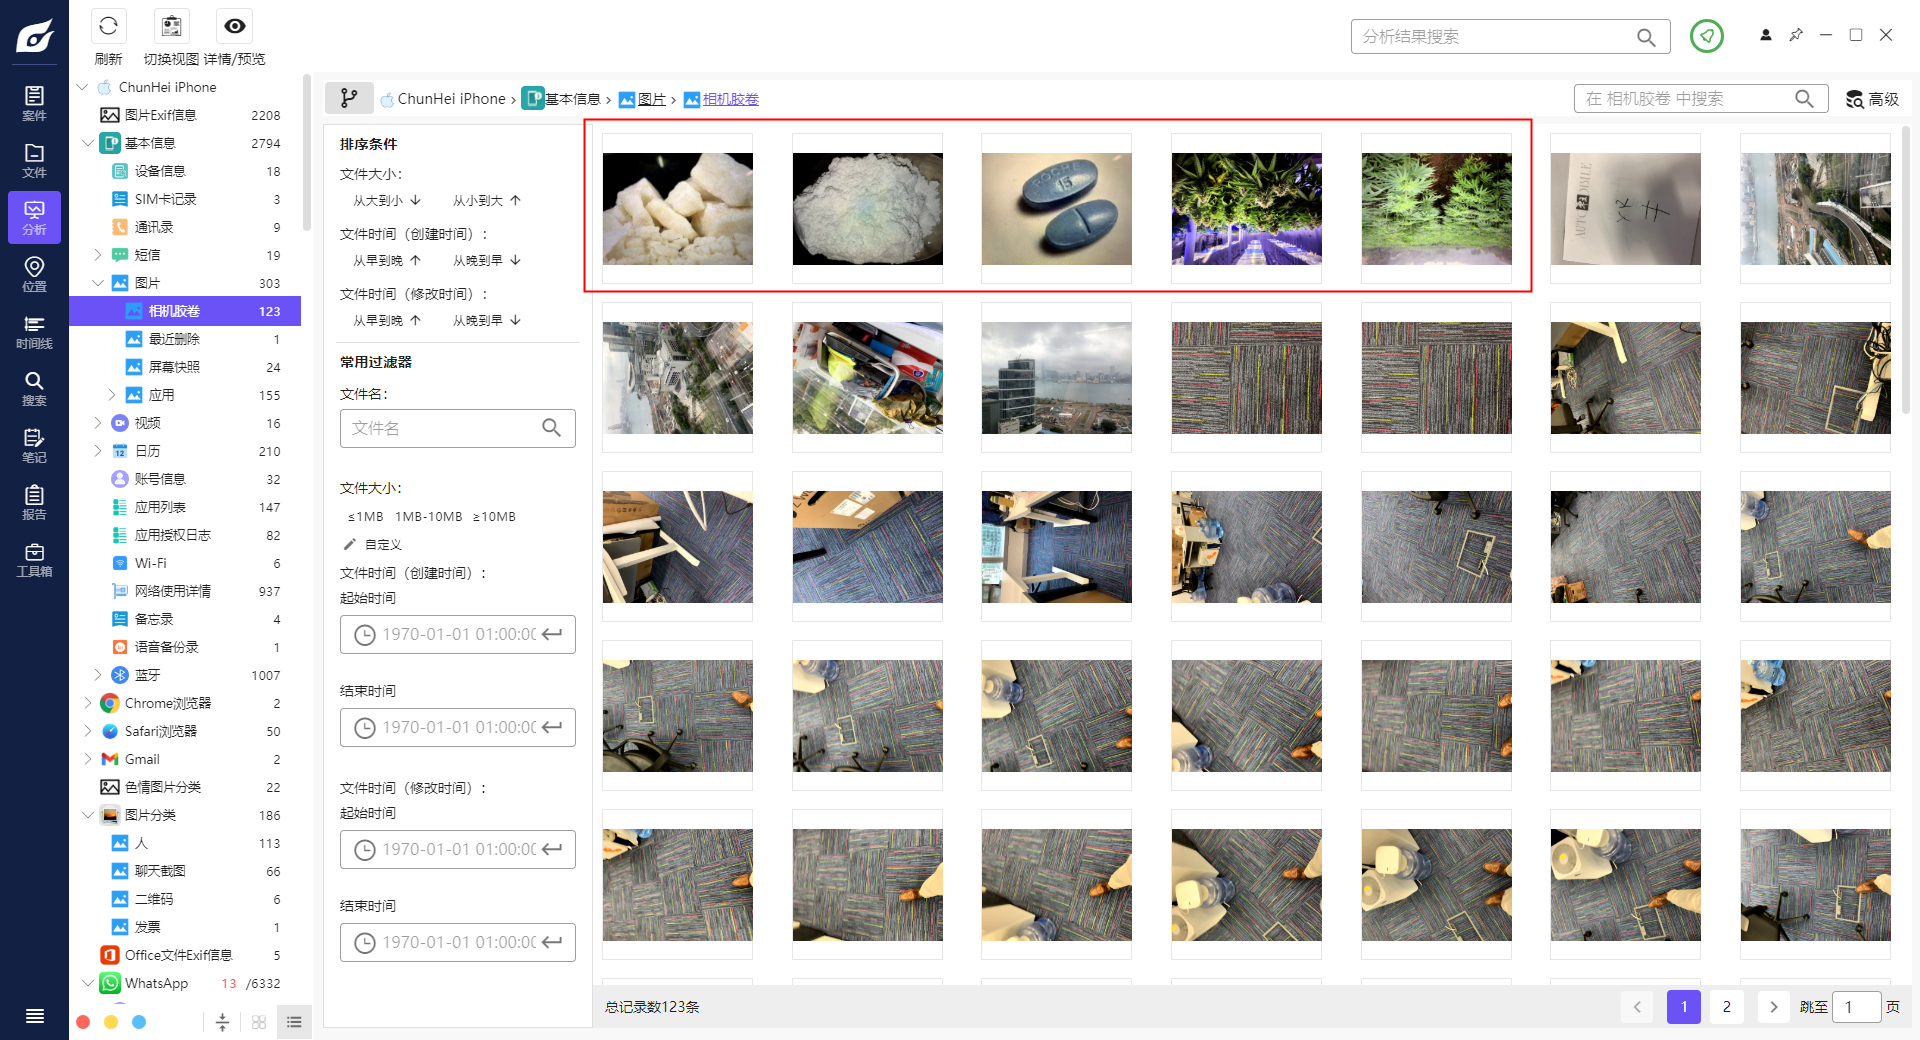 刷新
切换视图
详情/预览
分析结果搜索
案件
文件
分析
位置
时间线
搜索
笔记
报告
工具箱
ChunHei iPhone
图片Exif信息 2208
基本信息 2794
设备信息 18
SIM卡记录 3
通讯录 9
短信 19
图片 303
相机胶卷 123
最近删除 1
屏幕快照 24
应用 155
视频 16
日历 210
账号信息 32
应用列表 147
应用授权日志 82
Wi-Fi 6
网络使用详情 937
备忘录 4
语音备份录 1
蓝牙 1007
Chrome浏览器 2
Safari浏览器 50
Gmail 2
色情图片分类 22
图片分类 186
人 113
聊天截图 66
二维码 6
发票 1
Office文件Exif信息 5
WhatsApp 13 /6332
ChunHei iPhone › 基本信息 › 图片 › 相机胶卷
在 相机胶卷 中搜索
高级
排序条件
文件大小：
从大到小 ↓ 从小到大 ↑
文件时间（创建时间）：
从早到晚 ↑ 从晚到早 ↓
文件时间（修改时间）：
从早到晚 ↑ 从晚到早 ↓
常用过滤器
文件名：
文件名
文件大小：
≤1MB 1MB-10MB ≥10MB
自定义
文件时间（创建时间）：
起始时间
1970-01-01 01:00:00
结束时间
1970-01-01 01:00:00
文件时间（修改时间）：
起始时间
1970-01-01 01:00:00
结束时间
1970-01-01 01:00:00
15
总记录数123条
1
2
跳至 1 页